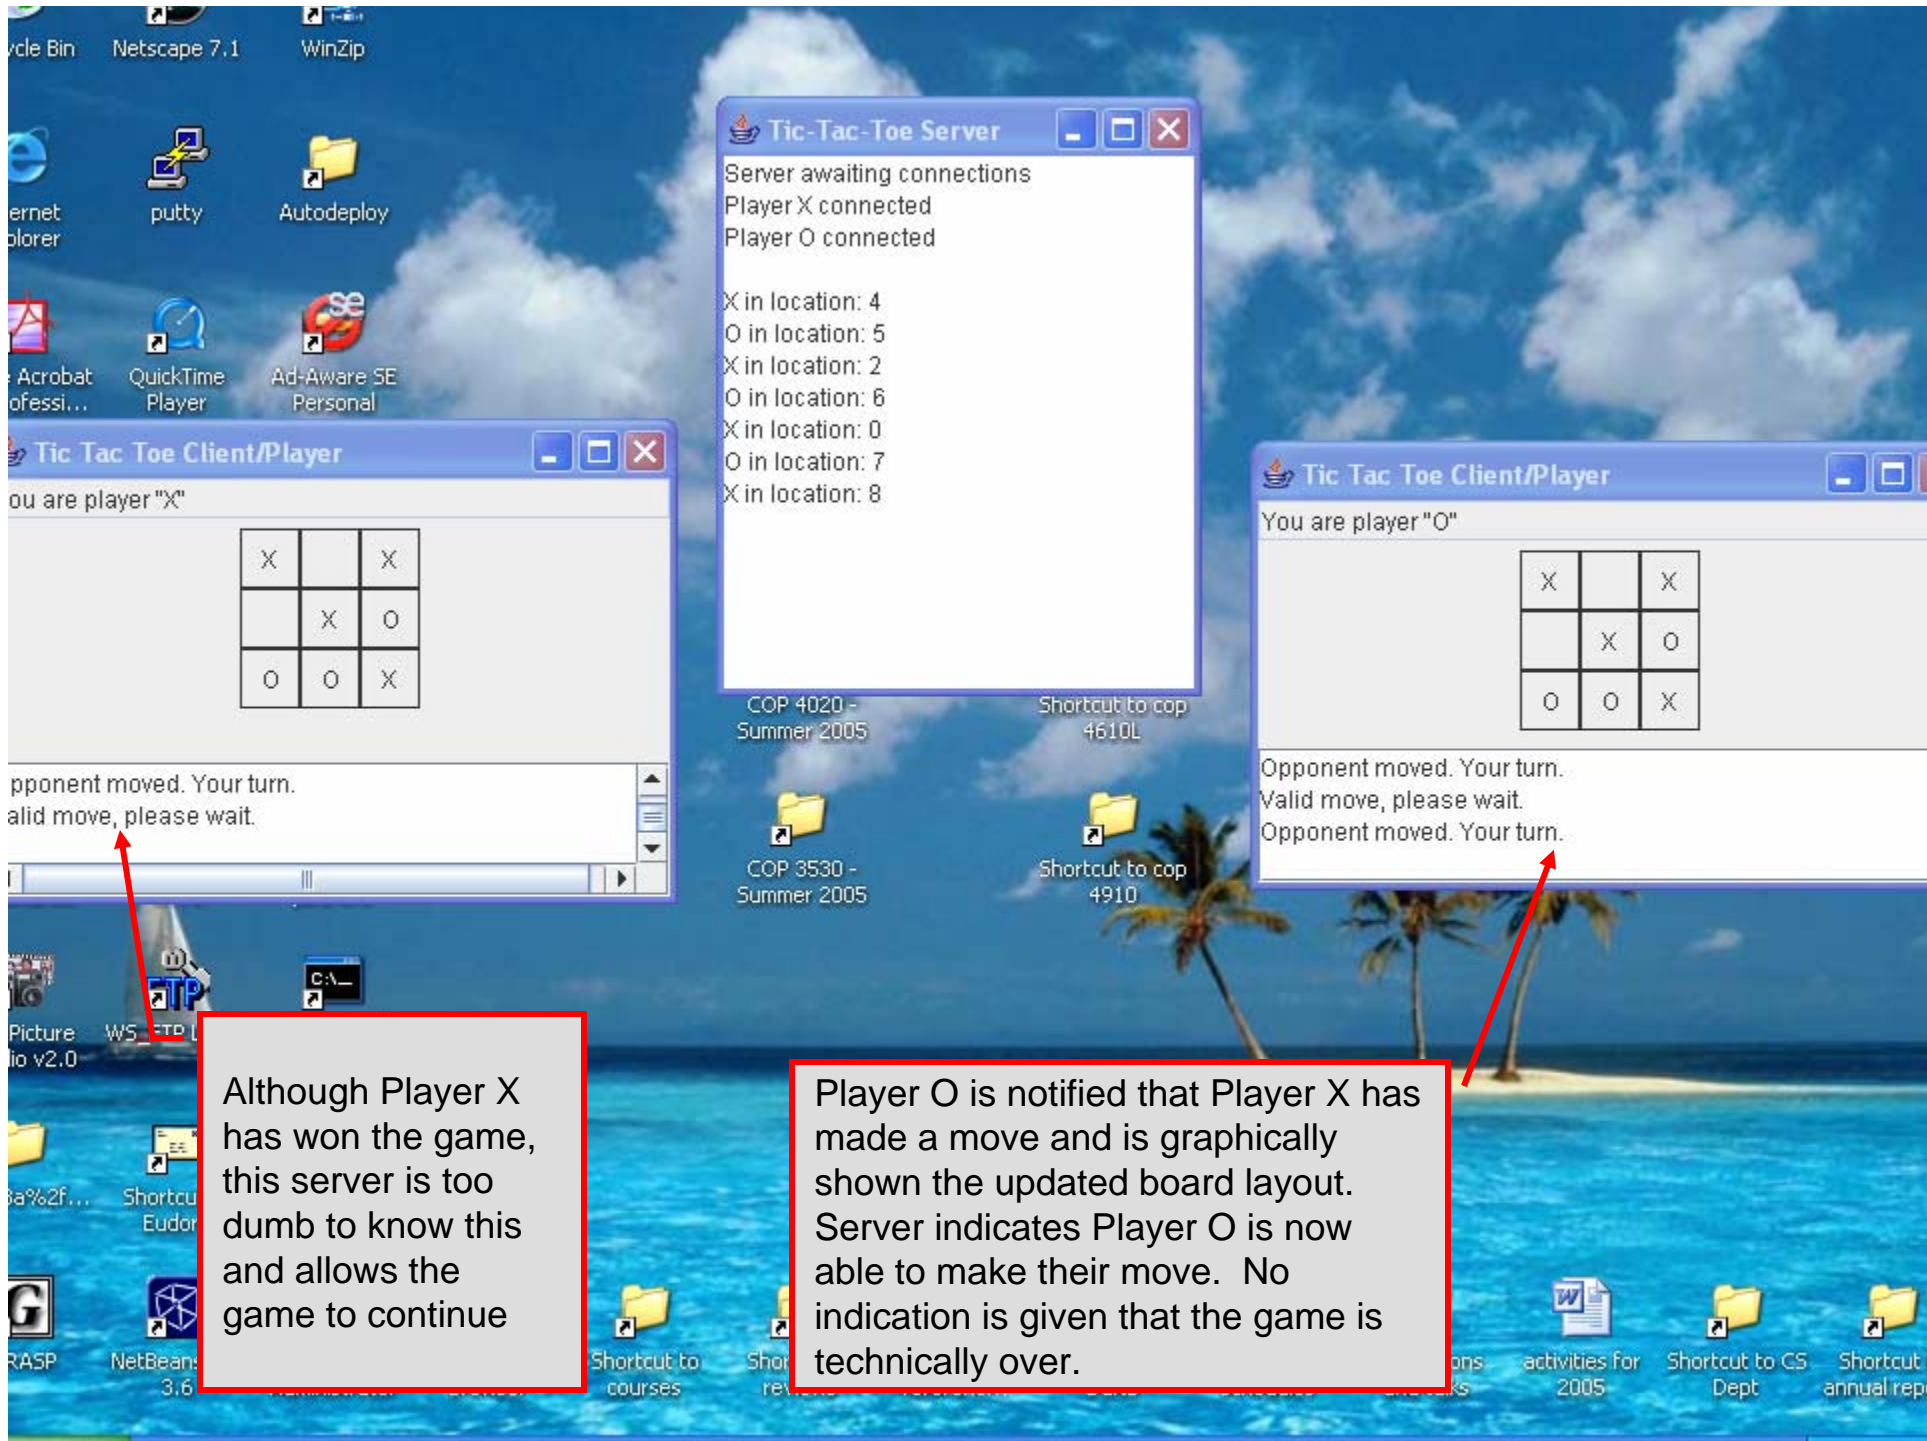 Netscape 7.1
WinZip
cle Bin
putty
Autodeploy
ernet
plorer
SE
Acrobat
ofessi...
QuickTime
Player
Ad-Aware SE
Personal
Tic-Tac-Toe Server
Server awaiting connections
Player X connected
Player O connected
X in location: 4
O in location: 5
X in location: 2
O in location: 6
X in location: 0
O in location: 7
X in location: 8
Tic Tac Toe Client/Player
ou are player "X"
X X
X O
O O X
pponent moved. Your turn.
alid move, please wait.
Tic Tac Toe Client/Player
You are player "O"
X X
X O
O O X
Opponent moved. Your turn.
Valid move, please wait.
Opponent moved. Your turn.
COP 4020 -
Summer 2005
Shortcut to cop
4610L
COP 3530 -
Summer 2005
Shortcut to cop
4910
C:\_
Picture
io v2.0
WS_FTP
Although Player X
has won the game,
this server is too
dumb to know this
and allows the
game to continue
Player O is notified that Player X has
made a move and is graphically
shown the updated board layout.
Server indicates Player O is now
able to make their move. No
indication is given that the game is
technically over.
3a%2f...
Shortcu
Eudor
G
RASP
NetBeans
3.6
Shortcut to
courses
W
activities for
2005
Shortcut to CS
Dept
Shortcut
annual rep